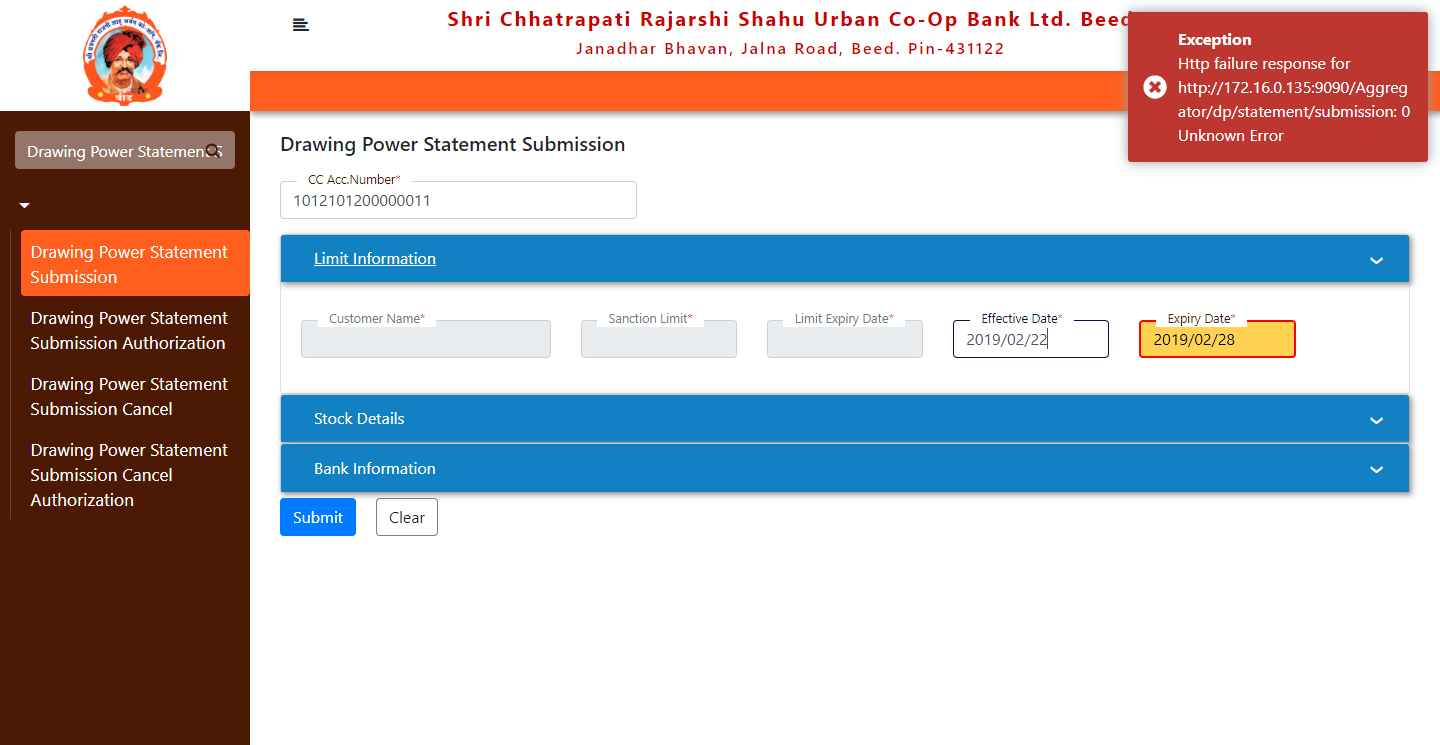 Shri Chhatrapati Rajarshi Shahu Urban Co-Op Bank Ltd. Beed
Janadhar Bhavan, Jalna Road, Beed. Pin-431122
Exception
Http failure response for
http://172.16.0.135:9090/Aggreg
ator/dp/statement/submission: 0
Unknown Error
बीड
Drawing Power Statement S
Drawing Power Statement
Submission
Drawing Power Statement
Submission Authorization
Drawing Power Statement
Submission Cancel
Drawing Power Statement
Submission Cancel
Authorization
Drawing Power Statement Submission
CC Acc.Number*
1012101200000011
Limit Information
Customer Name*
Sanction Limit*
Limit Expiry Date*
Effective Date*
2019/02/22
Expiry Date*
2019/02/28
Stock Details
Bank Information
Submit
Clear